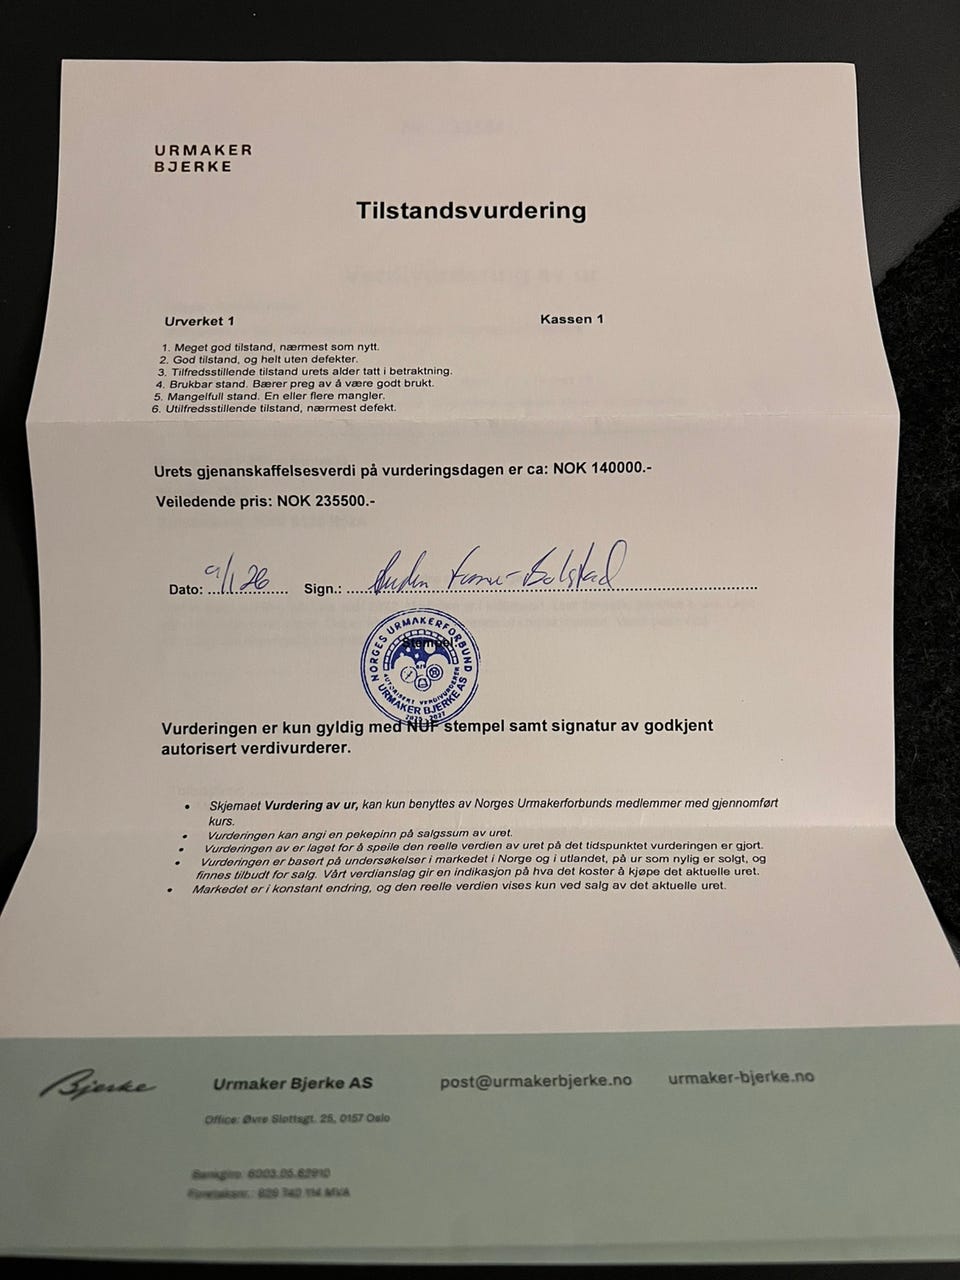 URMAKER
BJERKE
Tilstandsvurdering
Urverket 1 Kassen 1
1. Meget god tilstand, nærmest som nytt.
2. God tilstand, og helt uten defekter.
3. Tilfredsstillende tilstand urets alder tatt i betraktning.
4. Brukbar stand. Bærer preg av å være godt brukt.
5. Mangelfull stand. En eller flere mangler.
6. Utilfredsstillende tilstand, nærmest defekt.
Urets gjenanskaffelsesverdi på vurderingsdagen er ca: NOK 140000.-
Veiledende pris: NOK 235500.-
Dato: 9/1 26 Sign.:
NORGES URMAKERFORBUND
Stempel
AUTORISERT VERDIVURDERER
URMAKER BJERKE AS
Vurderingen er kun gyldig med NUF stempel samt signatur av godkjent
autorisert verdivurderer.
• Skjemaet Vurdering av ur, kan kun benyttes av Norges Urmakerforbunds medlemmer med gjennomført
kurs.
• Vurderingen kan angi en pekepinn på salgssum av uret.
• Vurderingen av er laget for å speile den reelle verdien av uret på det tidspunktet vurderingen er gjort.
• Vurderingen er basert på undersøkelser i markedet i Norge og i utlandet, på ur som nylig er solgt, og
finnes tilbudt for salg. Vårt verdianslag gir en indikasjon på hva det koster å kjøpe det aktuelle uret.
• Markedet er i konstant endring, og den reelle verdien vises kun ved salg av det aktuelle uret.
Bjerke Urmaker Bjerke AS post@urmakerbjerke.no urmaker-bjerke.no
Office: Øvre Slottsgt. 25, 0157 Oslo
Bankgiro: 6003.05.62910
Foretaksnr.: 829 740 114 MVA